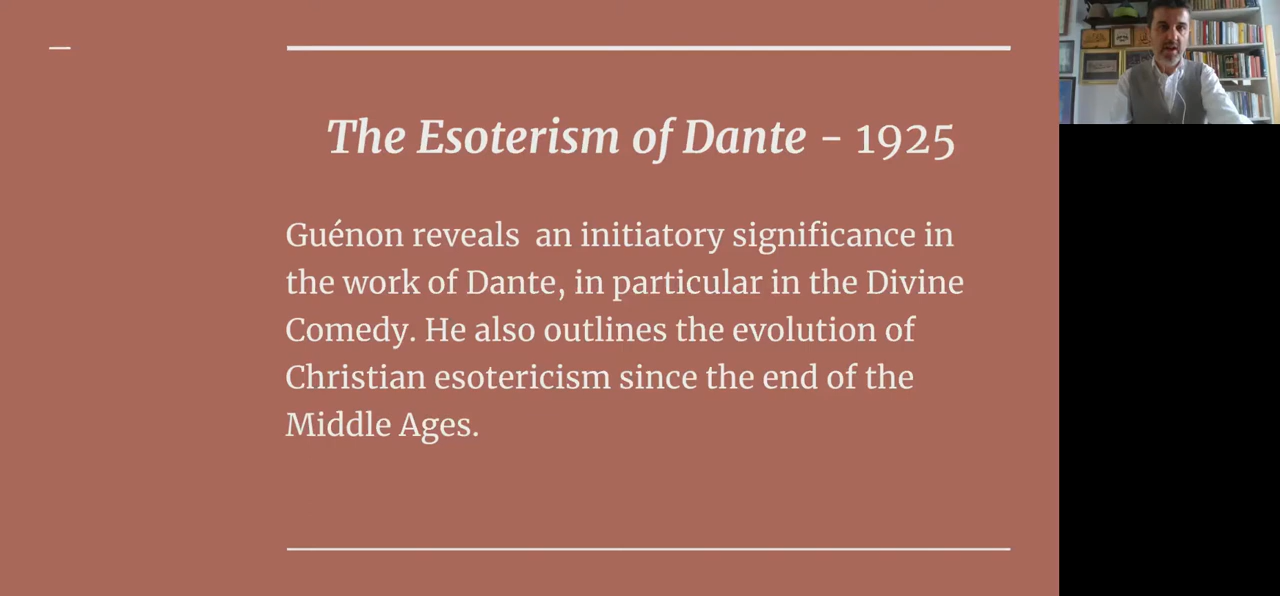 The Esoterism of Dante - 1925
Guénon reveals  an initiatory significance in
the work of Dante, in particular in the Divine
Comedy. He also outlines the evolution of
Christian esotericism since the end of the
Middle Ages.